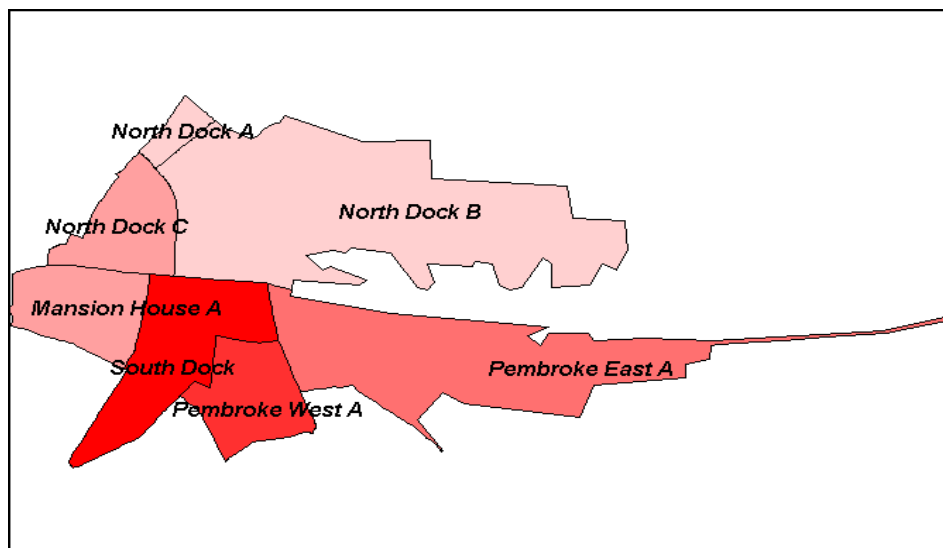 North Dock A
North Dock B
North Dock C
Mansion House A
South Dock
Pembroke East A
Pembroke West A